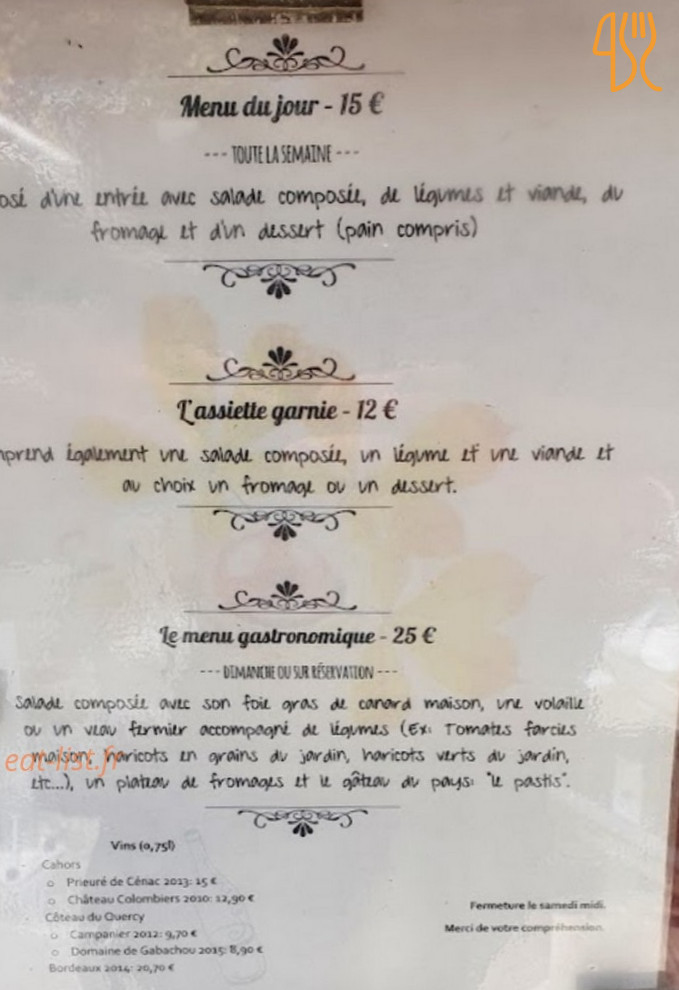 Menu du jour - 15 €
--- TOUTE LA SEMAINE ---
osé d'une entrée avec salade composée, de légumes et viande, du
fromage et d'un dessert (pain compris)
L'assiette garnie - 12 €
prend également une salade composée, un légume et une viande et
au choix un fromage ou un dessert.
Le menu gastronomique - 25 €
--- DIMANCHE OU SUR RÉSERVATION ---
Salade composée avec son foie gras de canard maison, une volaille
ou un veau fermier accompagné de légumes (Ex: Tomates farcies
maison, haricots en grains du jardin, haricots verts du jardin,
eat-list.fr
etc...), un plateau de fromages et le gâteau du pays: "le pastis".
Vins (0,75l)
- Cahors
o Prieuré de Cénac 2013: 15 €
o Château Colombiers 2010: 12,90 €
- Côteau du Quercy
o Campanier 2012: 9,70 €
o Domaine de Gabachou 2015: 8,90 €
- Bordeaux 2014: 20,70 €
Fermeture le samedi midi.
Merci de votre compréhension.